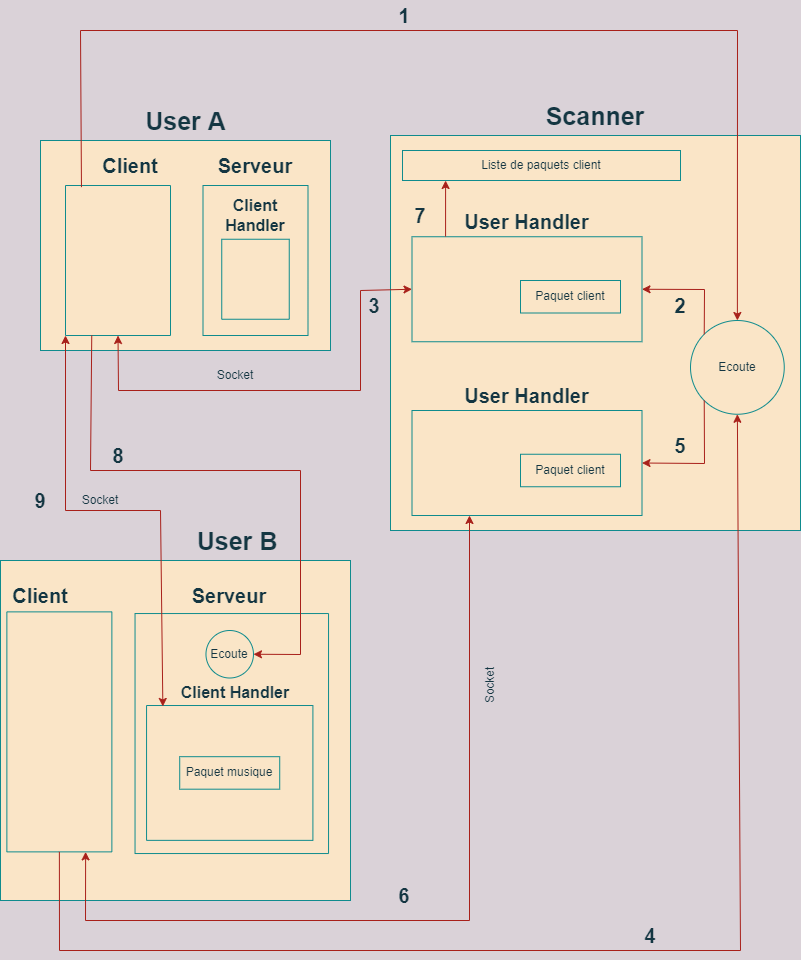 1
User A
Scanner
Client
Serveur
Liste de paquets client
Client
Handler
7
User Handler
Paquet client
3
2
Ecoute
Socket
User Handler
8
5
Paquet client
9
Socket
User B
Client
Serveur
Ecoute
Socket
Client Handler
Paquet musique
6
4